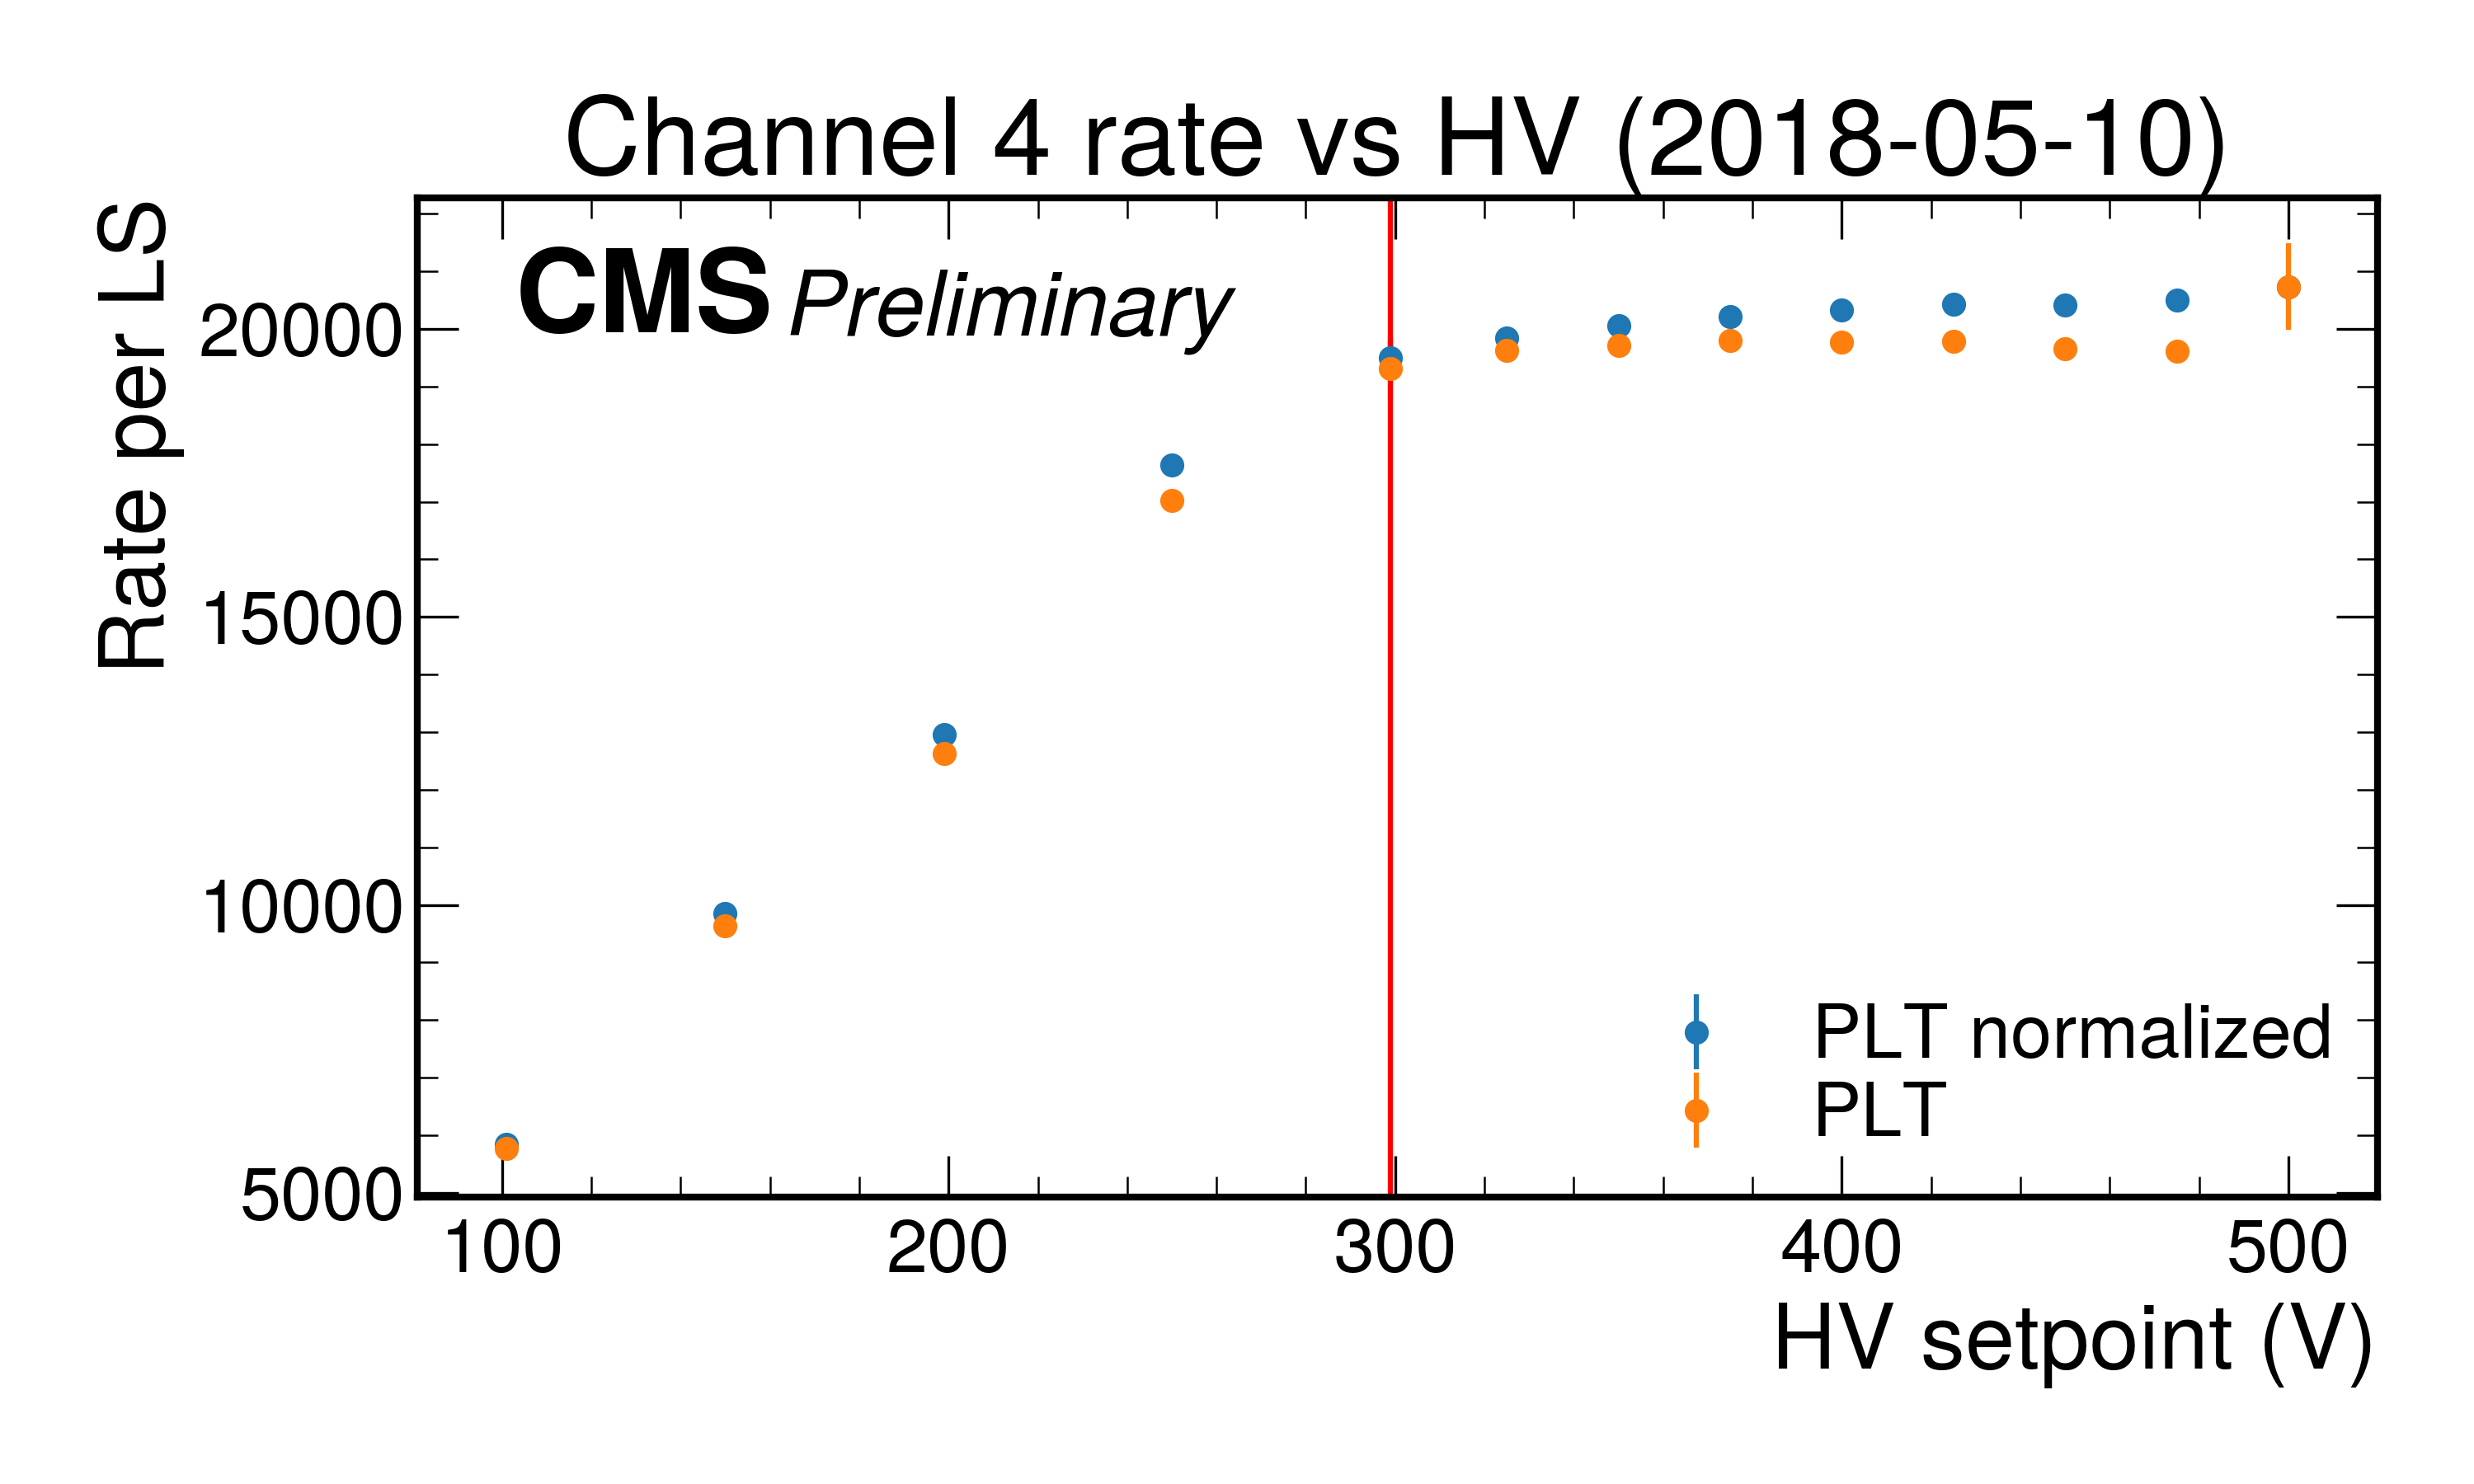 Channel 4 rate vs HV (2018-05-10)
CMS Preliminary
Rate per LS
20000
15000
10000
5000
100 200 300 400 500
HV setpoint (V)
PLT normalized
PLT